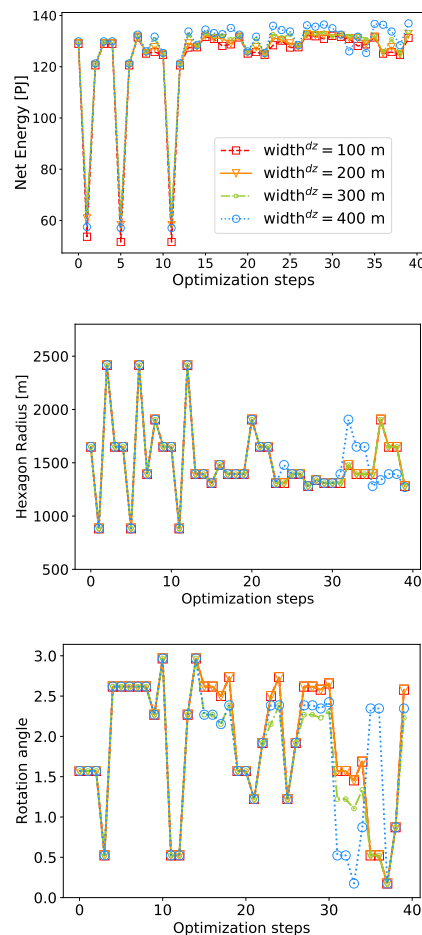 140
120
100
80
60
Net Energy [PJ]
width^dz = 100 m
width^dz = 200 m
width^dz = 300 m
width^dz = 400 m
0 5 10 15 20 25 30 35 40
Optimization steps
2500
2000
1500
1000
500
Hexagon Radius [m]
0 10 20 30 40
Optimization steps
3.0
2.5
2.0
1.5
1.0
0.5
0.0
Rotation angle
0 10 20 30 40
Optimization steps